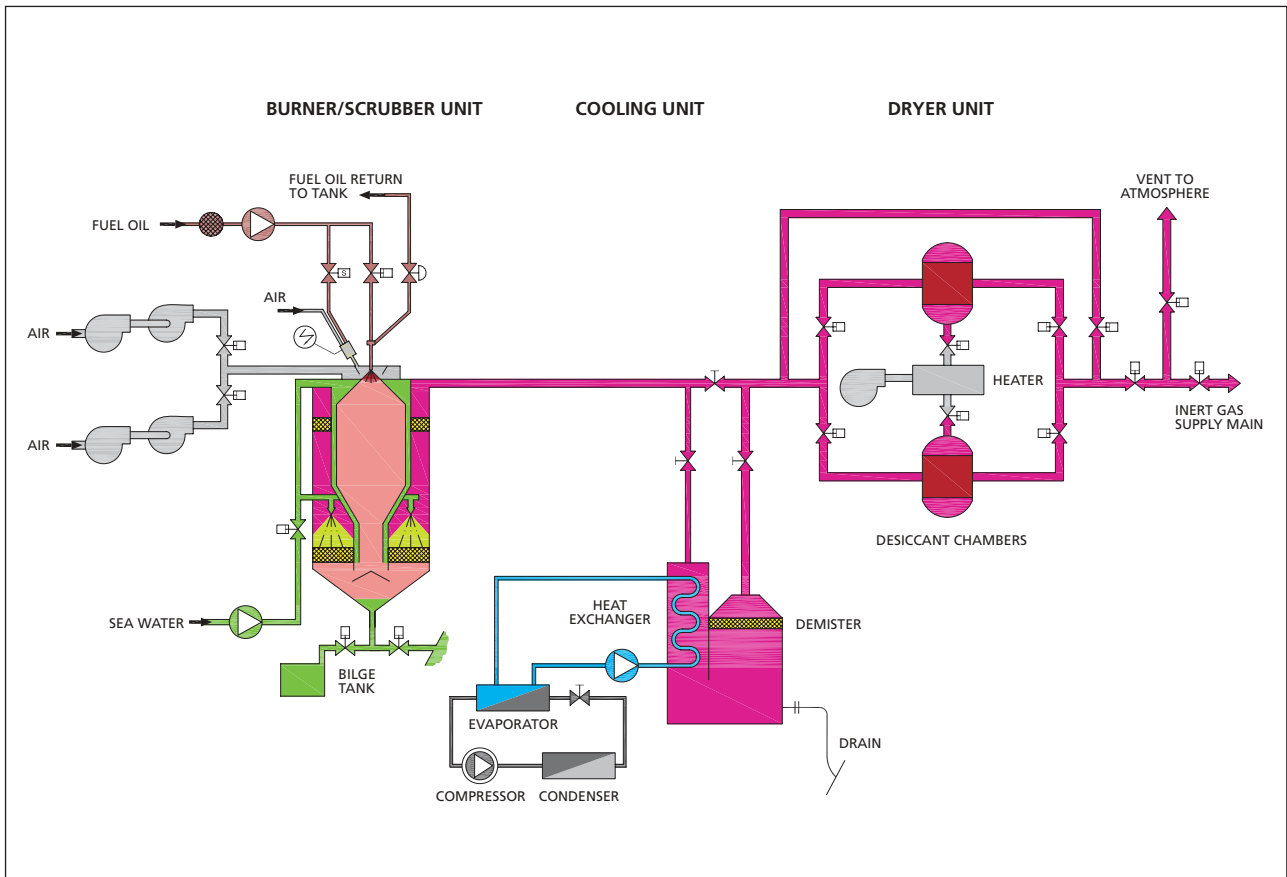 BURNER/SCRUBBER UNIT
COOLING UNIT
DRYER UNIT
FUEL OIL RETURN
TO TANK
VENT TO
ATMOSPHERE
FUEL OIL
S
AIR
AIR
HEATER
INERT GAS
SUPPLY MAIN
AIR
DESICCANT CHAMBERS
HEAT
EXCHANGER
SEA WATER
DEMISTER
BILGE
TANK
EVAPORATOR
DRAIN
COMPRESSOR
CONDENSER